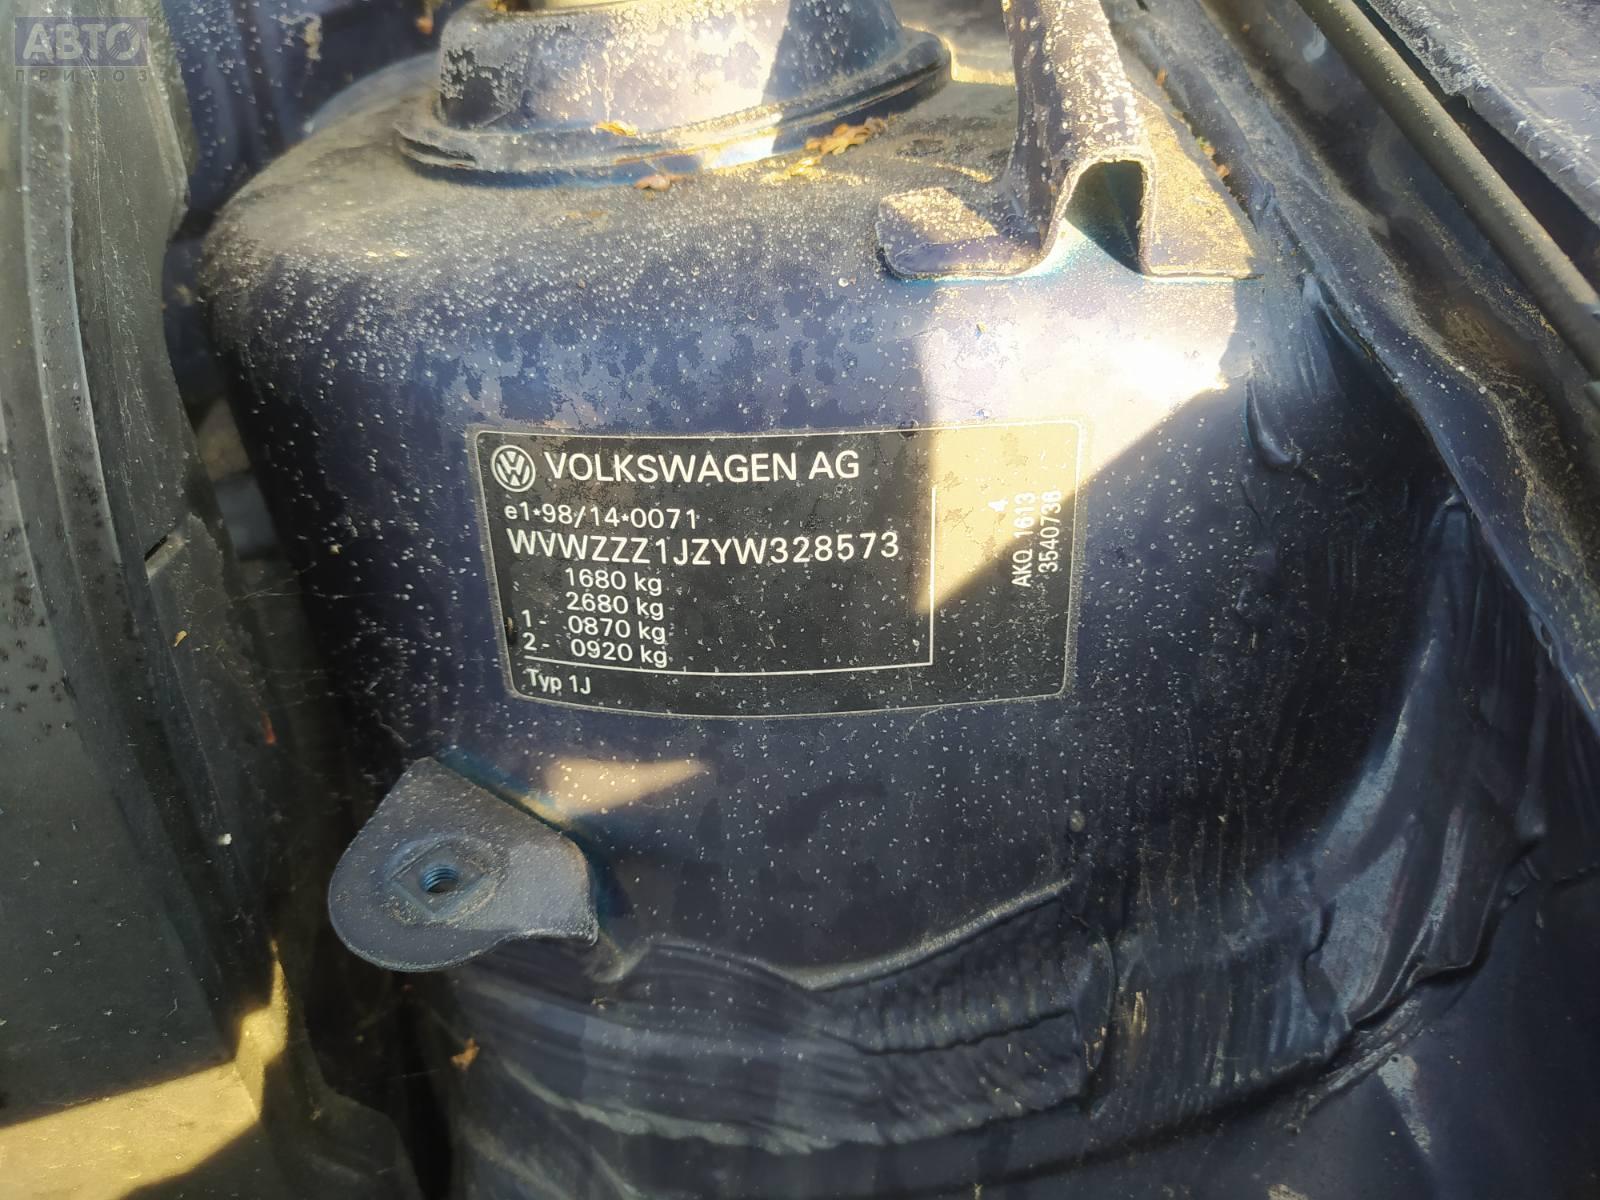 АВТО
ПРИВОЗ
VOLKSWAGEN AG
e1*98/14*0071
WVWZZZ1JZYW328573
1680 kg
2680 kg
1- 0870 kg
2- 0920 kg
Typ 1J
4
AKQ 1613
3540736